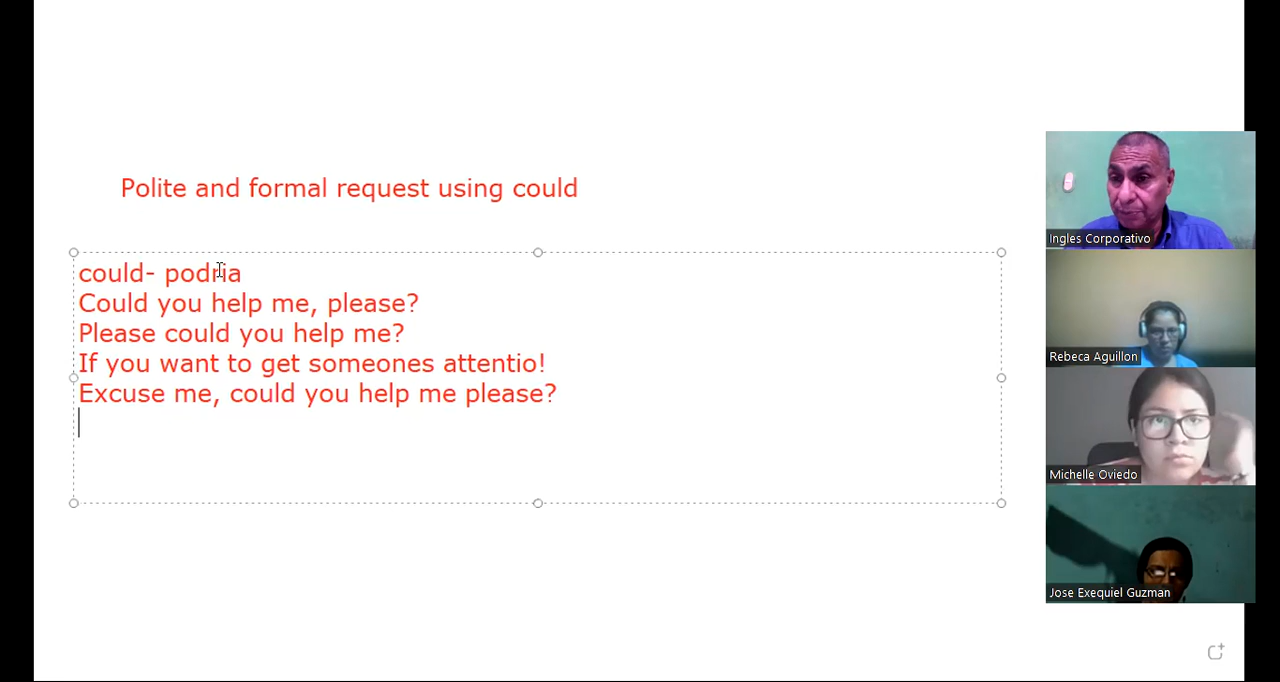 Polite and formal request using could
could- podria
Could you help me, please?
Please could you help me?
If you want to get someones attentio!
Excuse me, could you help me please?
Ingles Corporativo
Rebeca Aguillon
Michelle Oviedo
Jose Exequiel Guzman